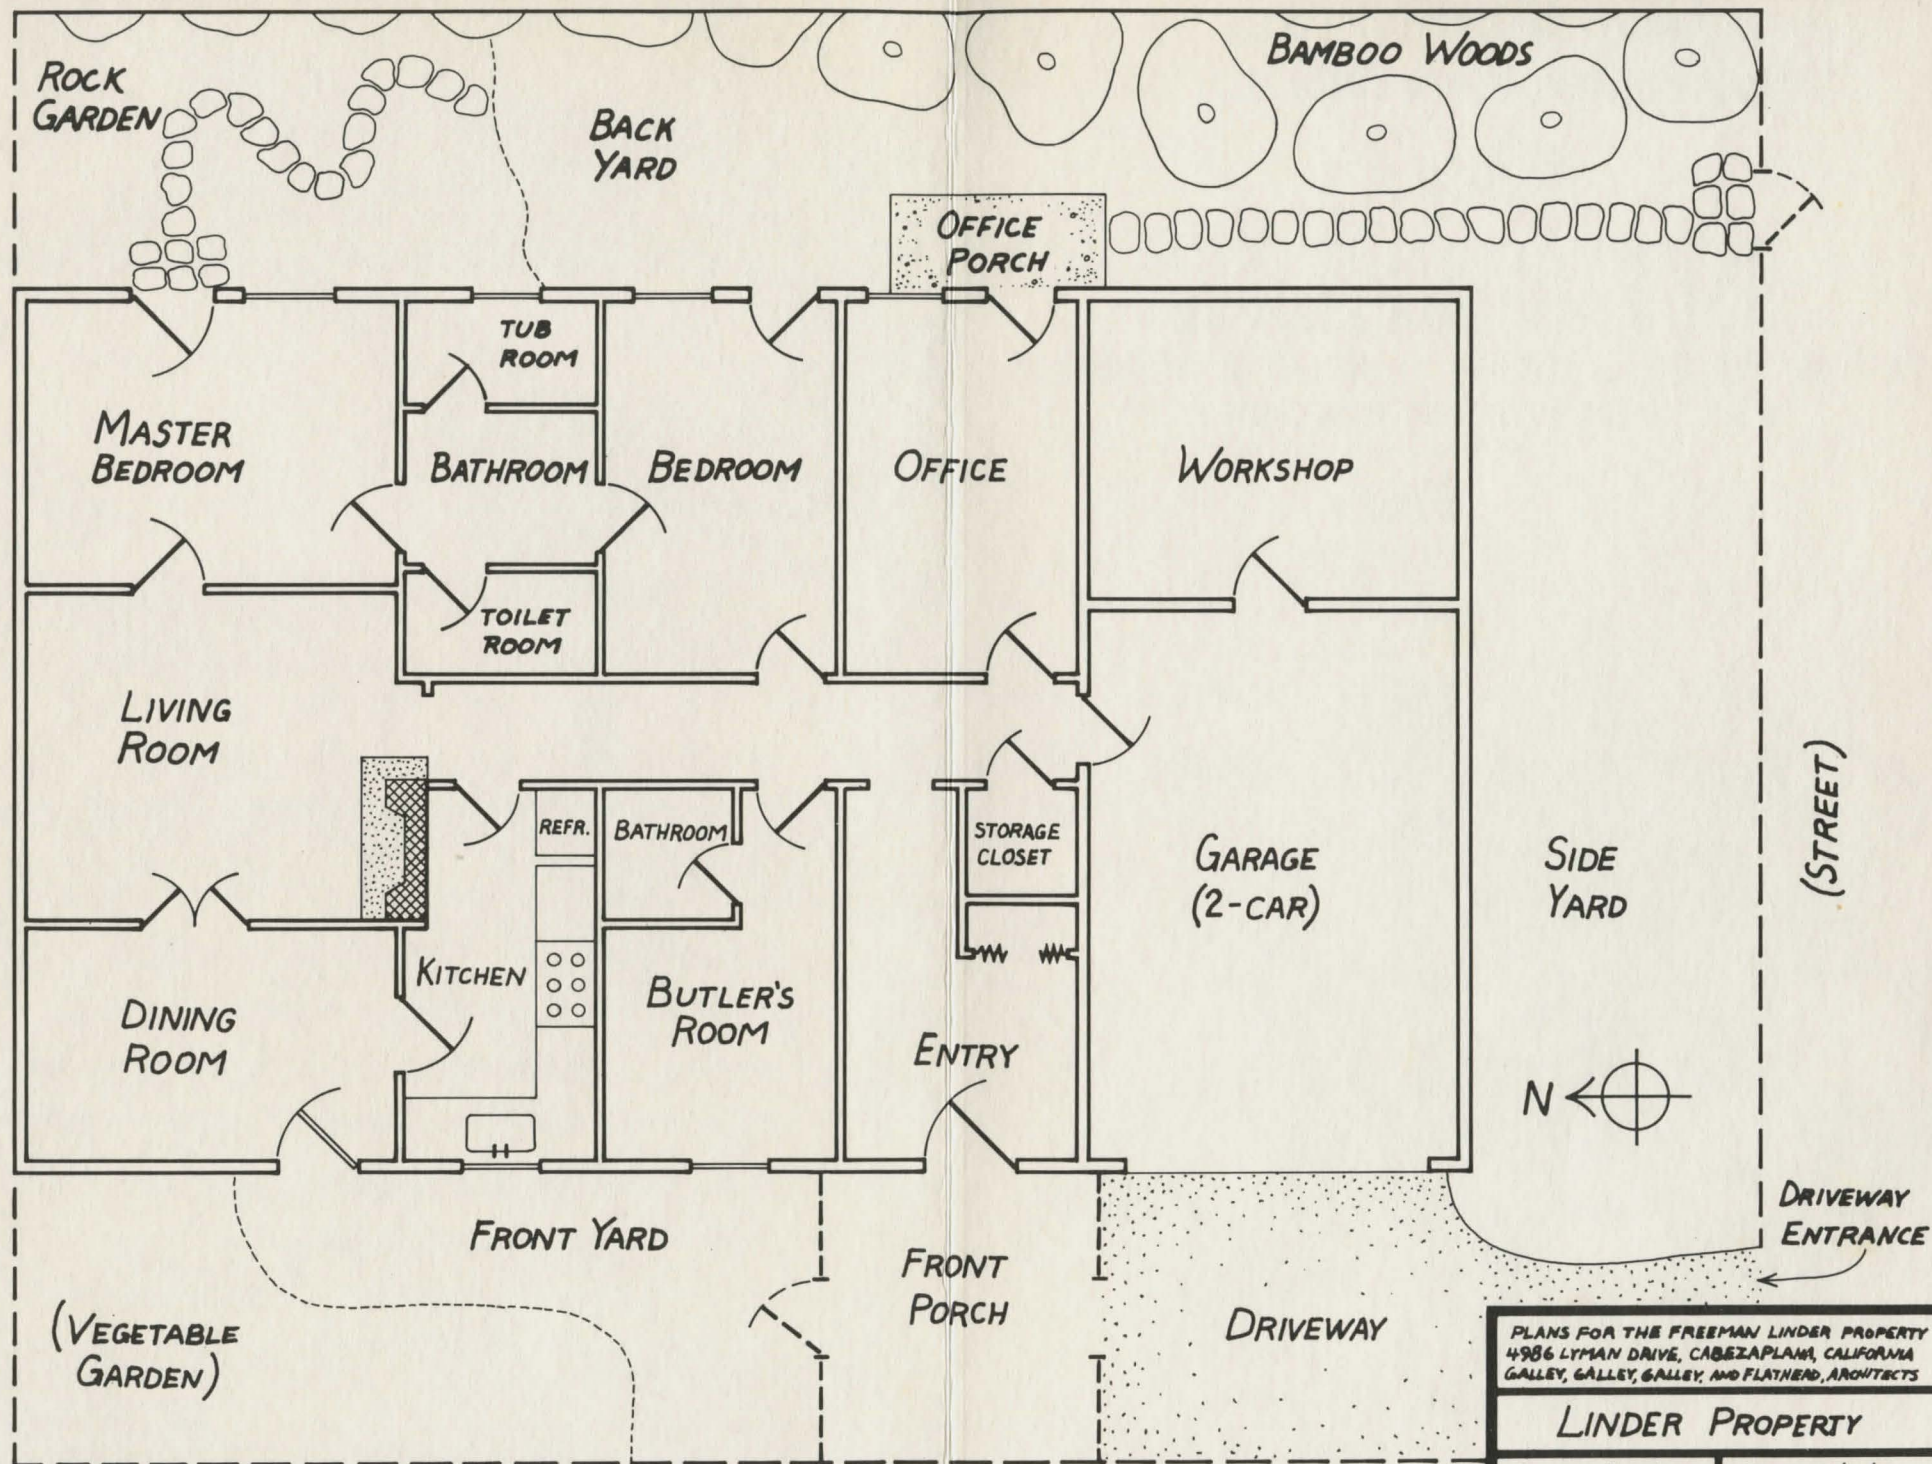 ROCK
GARDEN
BACK
YARD
BAMBOO WOODS
OFFICE
PORCH
TUB
ROOM
MASTER
BEDROOM
BATHROOM
BEDROOM
OFFICE
WORKSHOP
TOILET
ROOM
LIVING
ROOM
REFR.
BATHROOM
STORAGE
CLOSET
GARAGE
(2-CAR)
SIDE
YARD
(STREET)
KITCHEN
DINING
ROOM
BUTLER'S
ROOM
ENTRY
N
DRIVEWAY
ENTRANCE
FRONT YARD
FRONT
PORCH
(VEGETABLE
GARDEN)
DRIVEWAY
PLANS FOR THE FREEMAN LINDER PROPERTY
4986 LYMAN DRIVE, CABEZAPLANA, CALIFORNIA
GALLEY, GALLEY, GALLEY, AND FLATHEAD, ARCHITECTS
LINDER PROPERTY